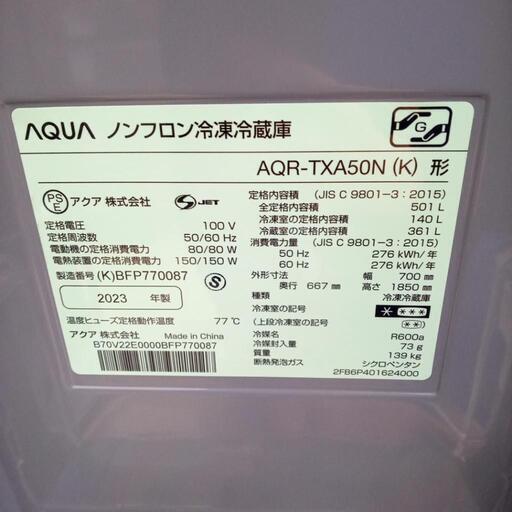 AQUA ノンフロン冷凍冷蔵庫
G
AQR-TXA50N (K) 形
PS E アクア 株式会社 S JET
定格電圧 100 V
定格周波数 50/60 Hz
電動機の定格消費電力 80/80 W
電熱装置の定格消費電力 150/150 W
製造番号 (K)BFP770087
2023 年製
S
温度ヒューズ定格動作温度 77℃
アクア 株式会社 Made in China
B70V22E0000BFP770087
定格内容積 (JIS C 9801-3 : 2015)
全定格内容積 501 L
冷凍室の定格内容積 140 L
冷蔵室の定格内容積 361 L
消費電力量 (JIS C 9801-3 : 2015)
50 Hz 276 kWh/年
60 Hz 276 kWh/年
外形寸法 幅 700 mm
奥行 667 mm 高さ 1850 mm
種類 冷凍冷蔵庫
冷凍室の記号
(上段冷凍室の記号)
冷媒名 R600a
冷媒封入量 73 g
質量 139 kg
断熱発泡ガス シクロペンタン
2FB6P401624000